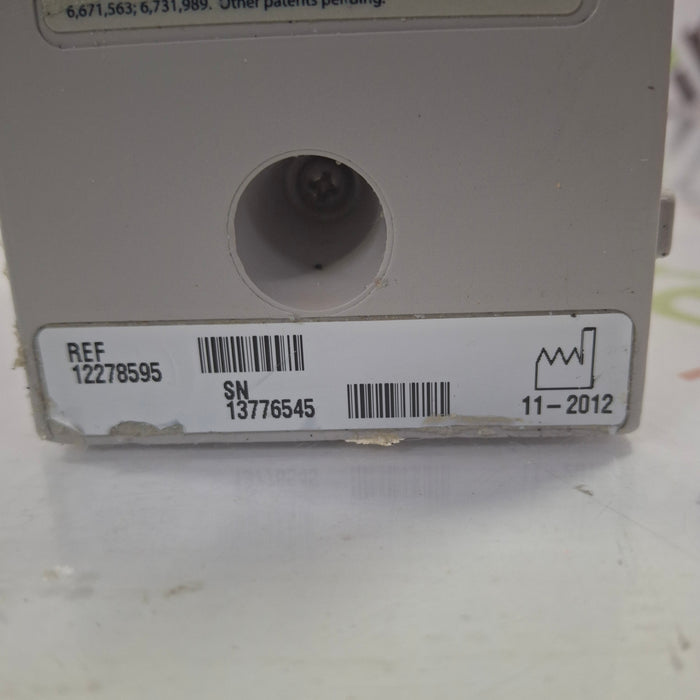 6,671,563; 6,731,989. Other patents pending.
REF
12278595
SN
13776545
11-2012